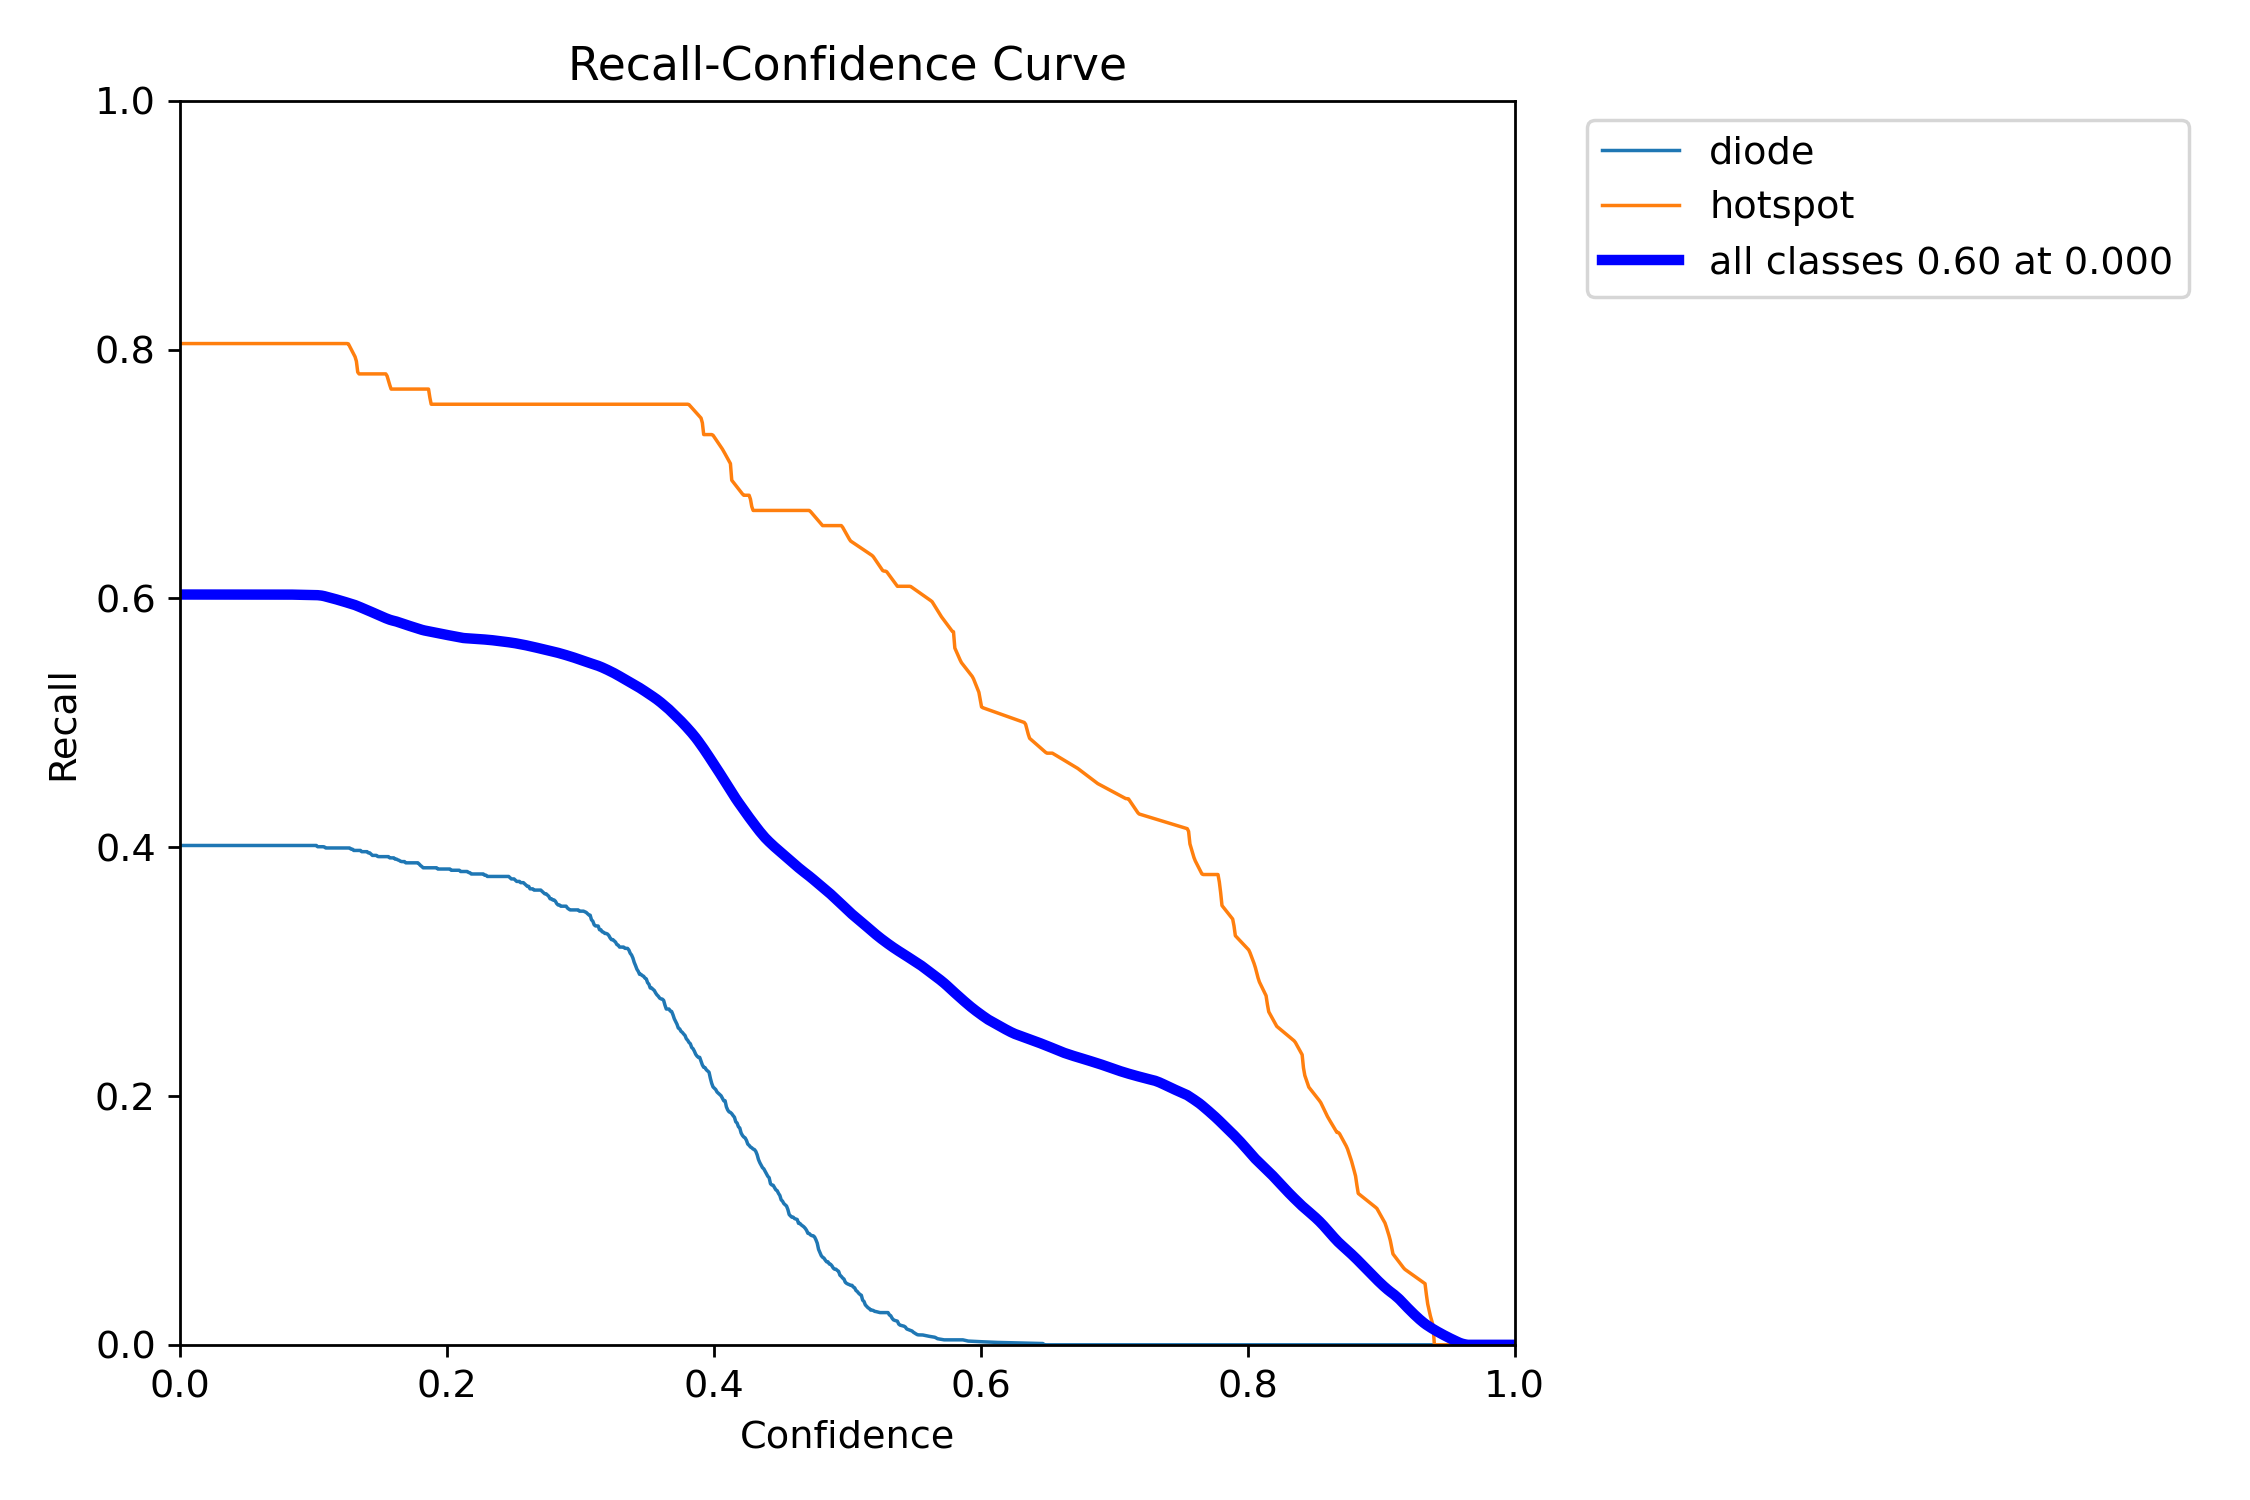 Recall-Confidence Curve
1.0
0.8
0.6
0.4
0.2
0.0
Recall
0.0 0.2 0.4 0.6 0.8 1.0
Confidence
diode
hotspot
all classes 0.60 at 0.000